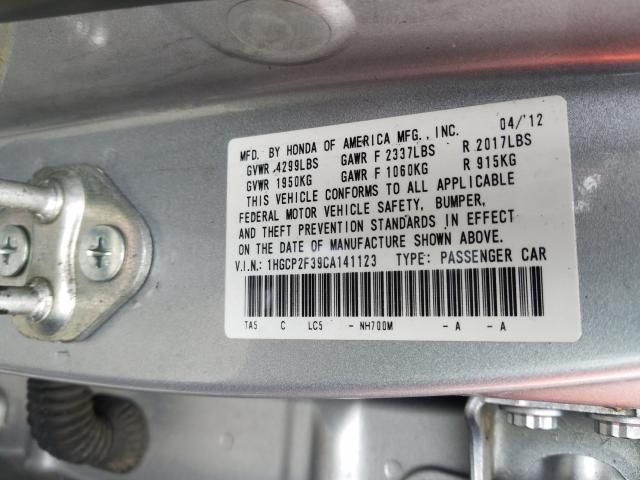 MFD. BY HONDA OF AMERICA MFG., INC. 04/'12
GVWR 4299LBS GAWR F 2337LBS R 2017LBS
GVWR 1950KG GAWR F 1060KG R 915KG
THIS VEHICLE CONFORMS TO ALL APPLICABLE
FEDERAL MOTOR VEHICLE SAFETY, BUMPER,
AND THEFT PREVENTION STANDARDS IN EFFECT
ON THE DATE OF MANUFACTURE SHOWN ABOVE.
V.I.N.: 1HGCP2F39CA141123 TYPE: PASSENGER CAR
TA5 C LC5 - NH700M - A - A